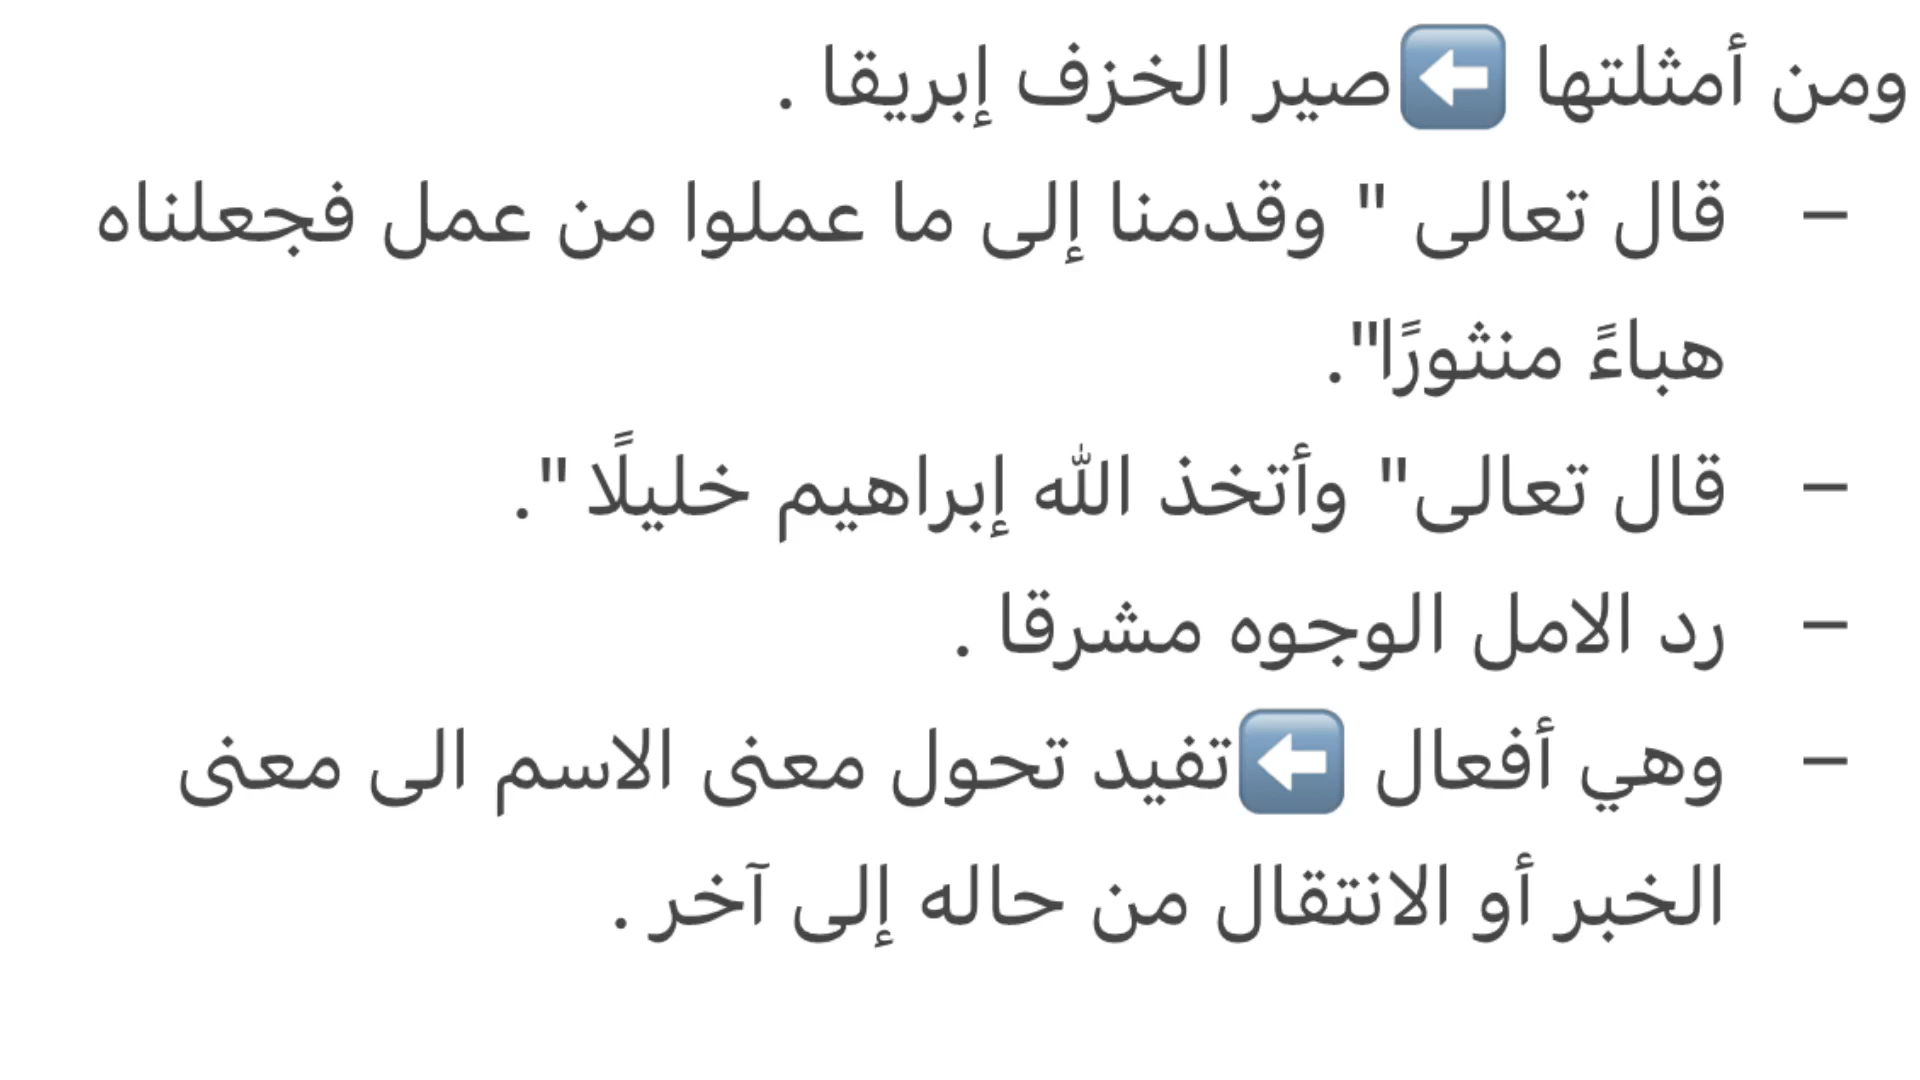 ومن أمثلتها ⬅️صير الخزف إبريقا .
– قال تعالى " وقدمنا إلى ما عملوا من عمل فجعلناه
هباءً منثورًا".
– قال تعالى" وأتخذ الله إبراهيم خليلًا ".
– رد الامل الوجوه مشرقا .
– وهي أفعال ⬅️تفيد تحول معنى الاسم الى معنى
الخبر أو الانتقال من حاله إلى آخر .